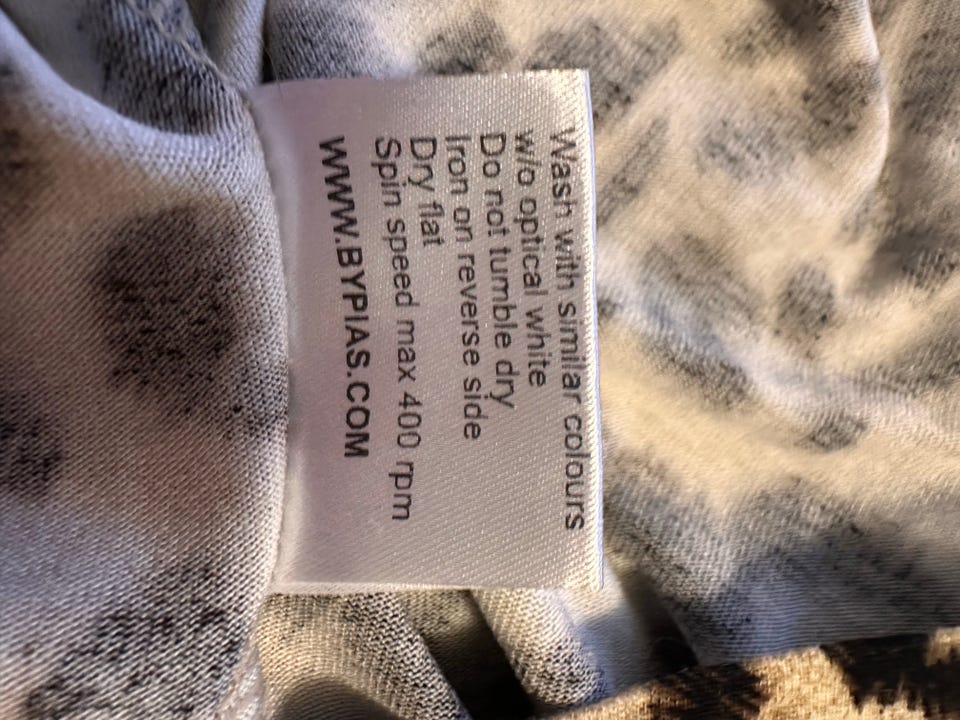 Wash with similar colours
w/o optical white
Do not tumble dry
Iron on reverse side
Dry flat
Spin speed max 400 rpm
WWW.BYPIAS.COM